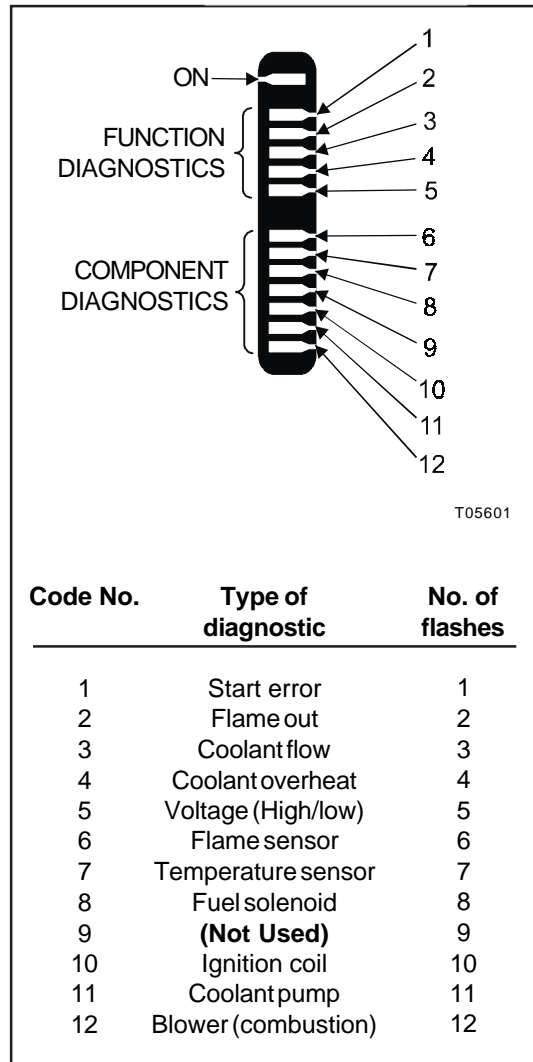 ON
1
2
FUNCTION
DIAGNOSTICS
3
4
5
COMPONENT
DIAGNOSTICS
6
7
8
9
10
11
12
T05601
Code No. Type of diagnostic No. of flashes
1 Start error 1
2 Flame out 2
3 Coolant flow 3
4 Coolant overheat 4
5 Voltage (High/low) 5
6 Flame sensor 6
7 Temperature sensor 7
8 Fuel solenoid 8
9 (Not Used) 9
10 Ignition coil 10
11 Coolant pump 11
12 Blower (combustion) 12